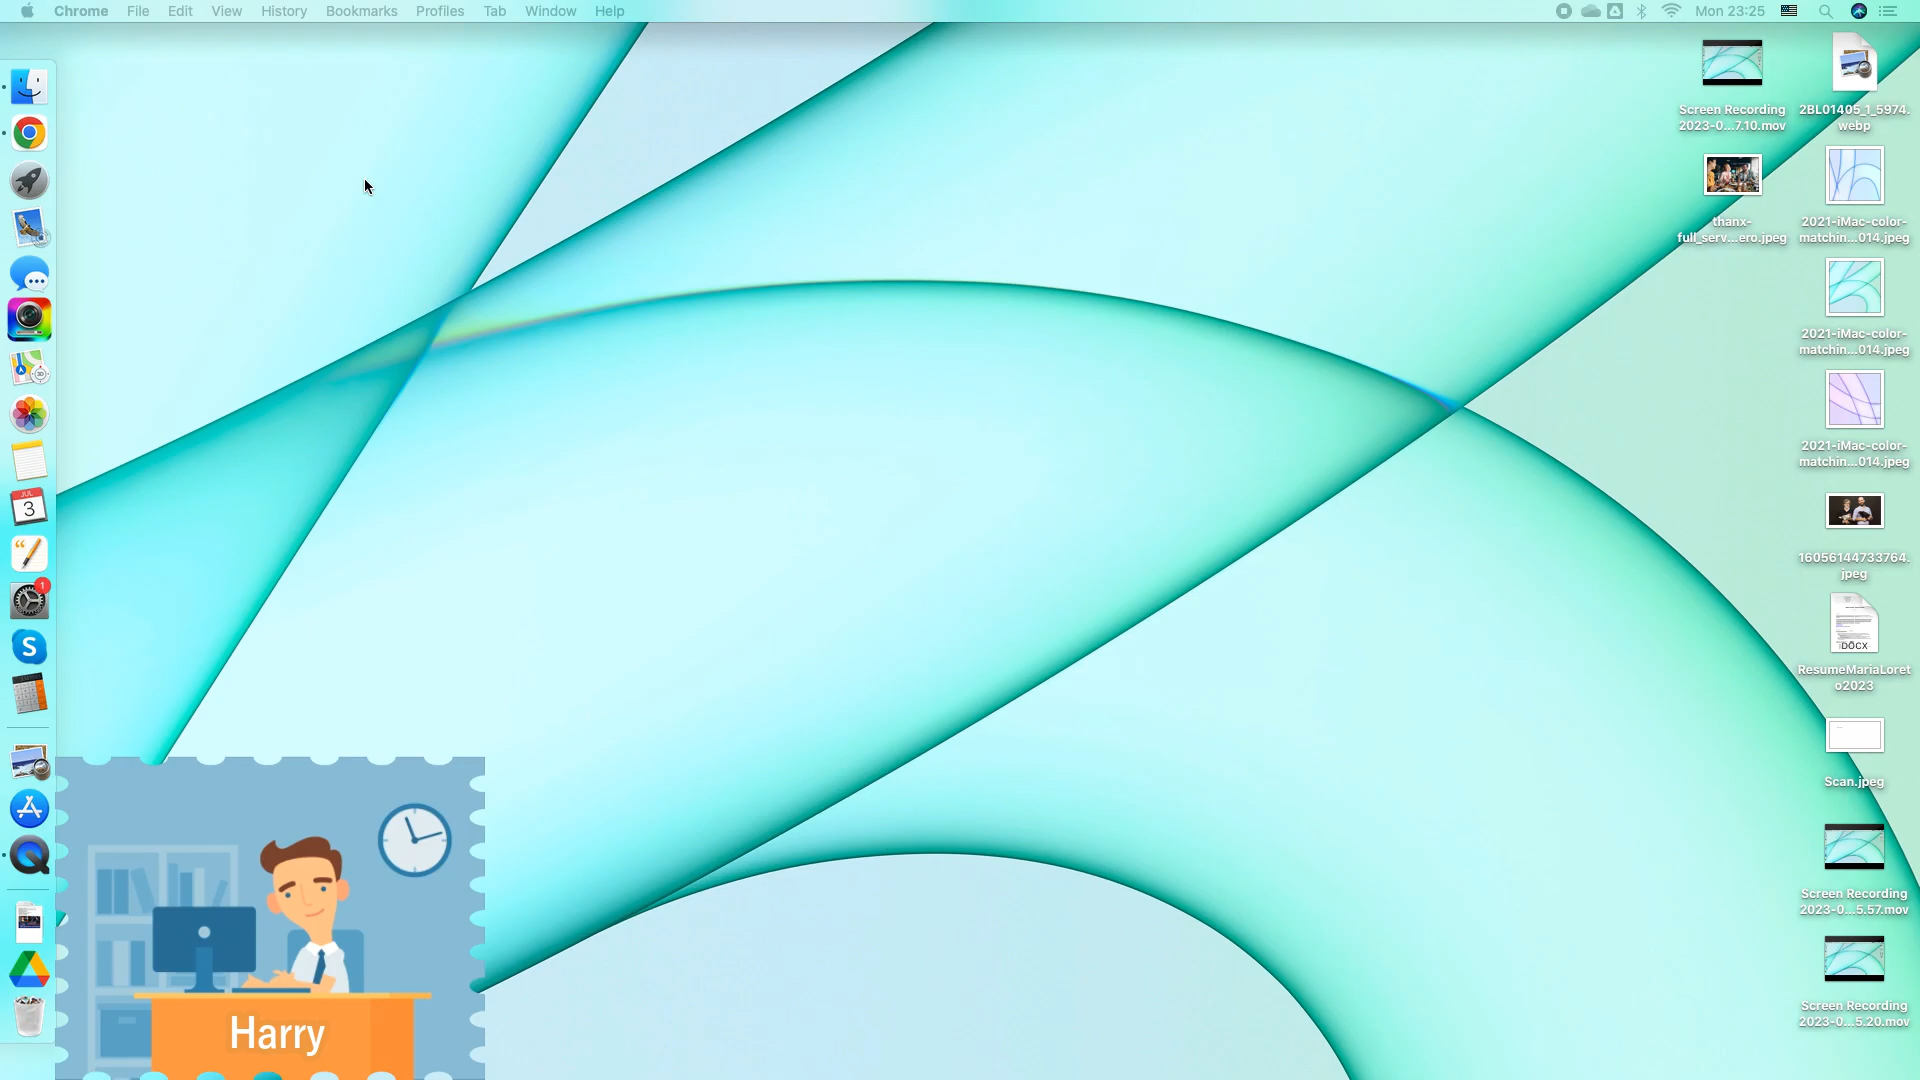 Chrome File Edit View History Bookmarks Profiles Tab Window Help
Mon 23:25
Screen Recording
2023-0...7.10.mov
2BL01405_1_5974.
webp
thanx-
full_serv...ero.jpeg
2021-iMac-color-
matchin...014.jpeg
2021-iMac-color-
matchin...014.jpeg
2021-iMac-color-
matchin...014.jpeg
16056144733764.
jpeg
DOCX
ResumeMariaLoret
o2023
Scan.jpeg
Screen Recording
2023-0...5.57.mov
Screen Recording
2023-0...5.20.mov
3D
JUL
3
1
S
Harry